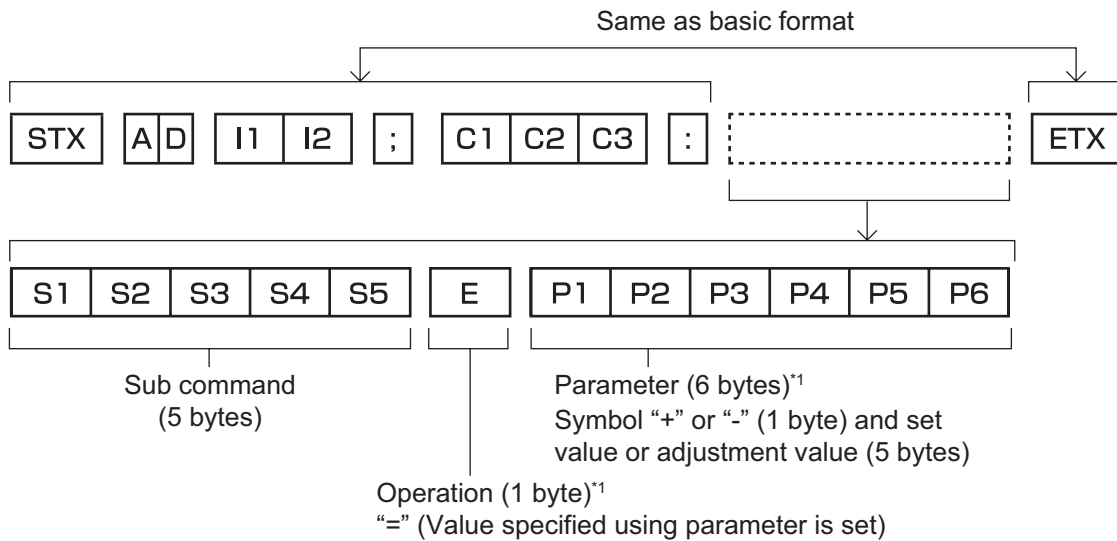 Same as basic format
STX A D I1 I2 ; C1 C2 C3 : ETX
S1 S2 S3 S4 S5 E P1 P2 P3 P4 P5 P6
Sub command
(5 bytes)
Parameter (6 bytes)*1
Symbol “+” or “-” (1 byte) and set
value or adjustment value (5 bytes)
Operation (1 byte)*1
“=” (Value specified using parameter is set)